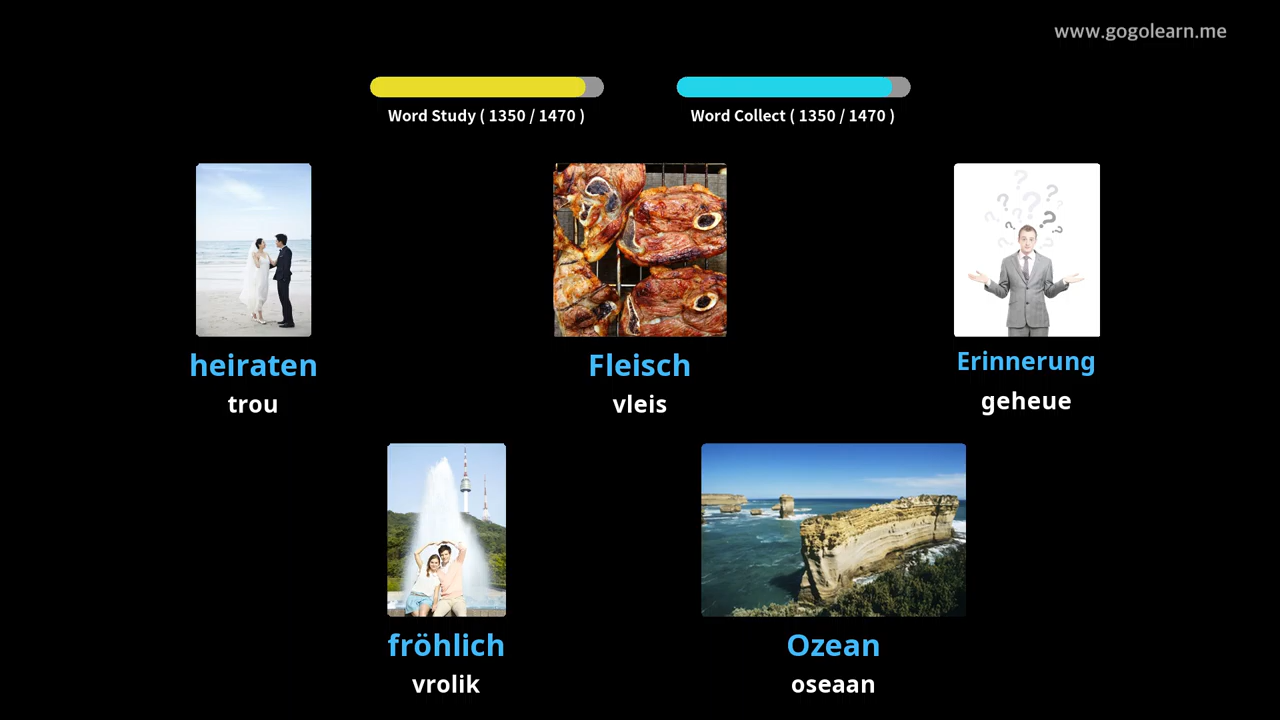 www.gogolearn.me
Word Study ( 1350 / 1470 )
Word Collect ( 1350 / 1470 )
heiraten
trou
Fleisch
vleis
Erinnerung
geheue
fröhlich
vrolik
Ozean
oseaan